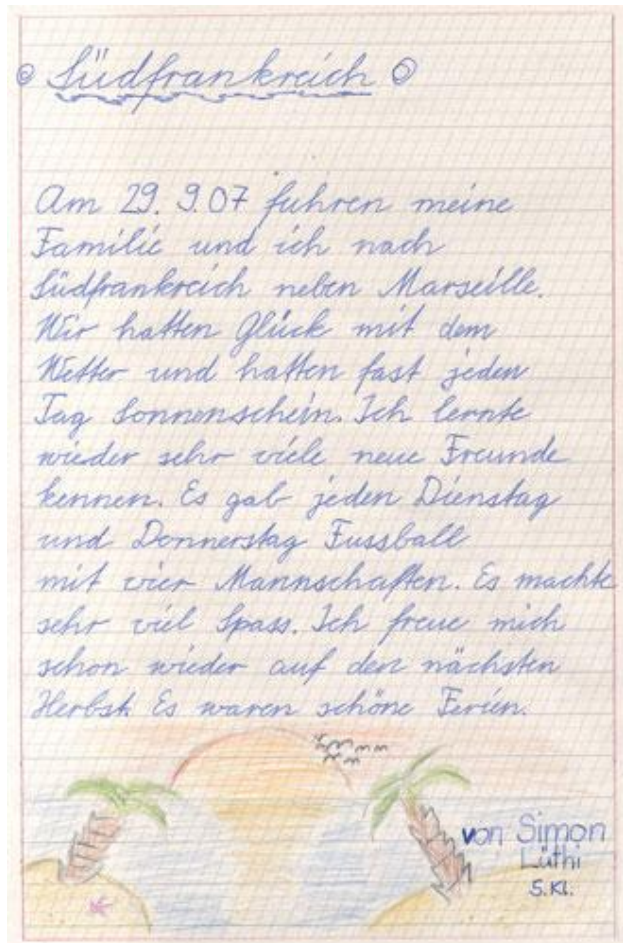 Südfrankreich
Am 29. 9.07 fuhren meine
Familie und ich nach
Südfrankreich neben Marseille.
Wir hatten Glück mit dem
Wetter und hatten fast jeden
Tag Sonnenschein. Ich lernte
wieder sehr viele neue Freunde
kennen. Es gab jeden Dienstag
und Donnerstag Fussball
mit vier Mannschaften. Es machte
sehr viel Spass. Ich freue mich
schon wieder auf den nächsten
Herbst. Es waren schöne Ferien.
von Simon
Lüthi
5. Kl.